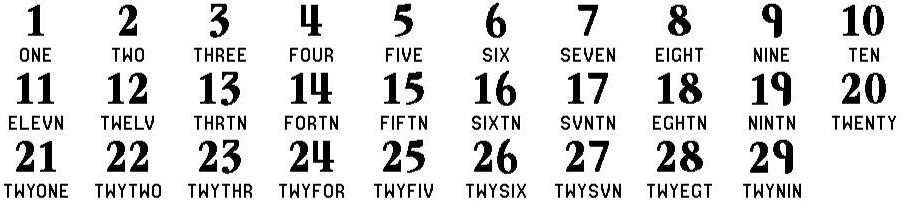 1 2 3 4 5 6 7 8 9 10
ONE TWO THREE FOUR FIVE SIX SEVEN EIGHT NINE TEN
11 12 13 14 15 16 17 18 19 20
ELEVN TWELV THRTN FORTN FIFTN SIXTN SVNTN EGHTN NINTN TWENTY
21 22 23 24 25 26 27 28 29
TWYONE TWYTWO TWYTHR TWYFOR TWYFIV TWYSIX TWYSVN TWYEGT TWYNIN